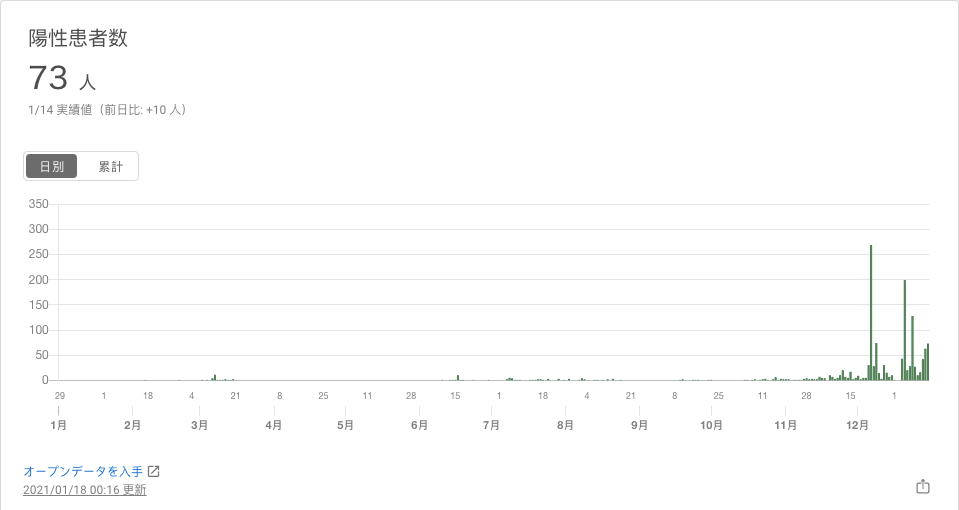 陽性患者数
73 人
1/14 実績値（前日比: +10 人）
日別 累計
350
300
250
200
150
100
50
0
29 1 18 4 21 8 25 11 28 15 1 18 4 21 8 25 11 28 15 1
1月 2月 3月 4月 5月 6月 7月 8月 9月 10月 11月 12月
オープンデータを入手
2021/01/18 00:16 更新